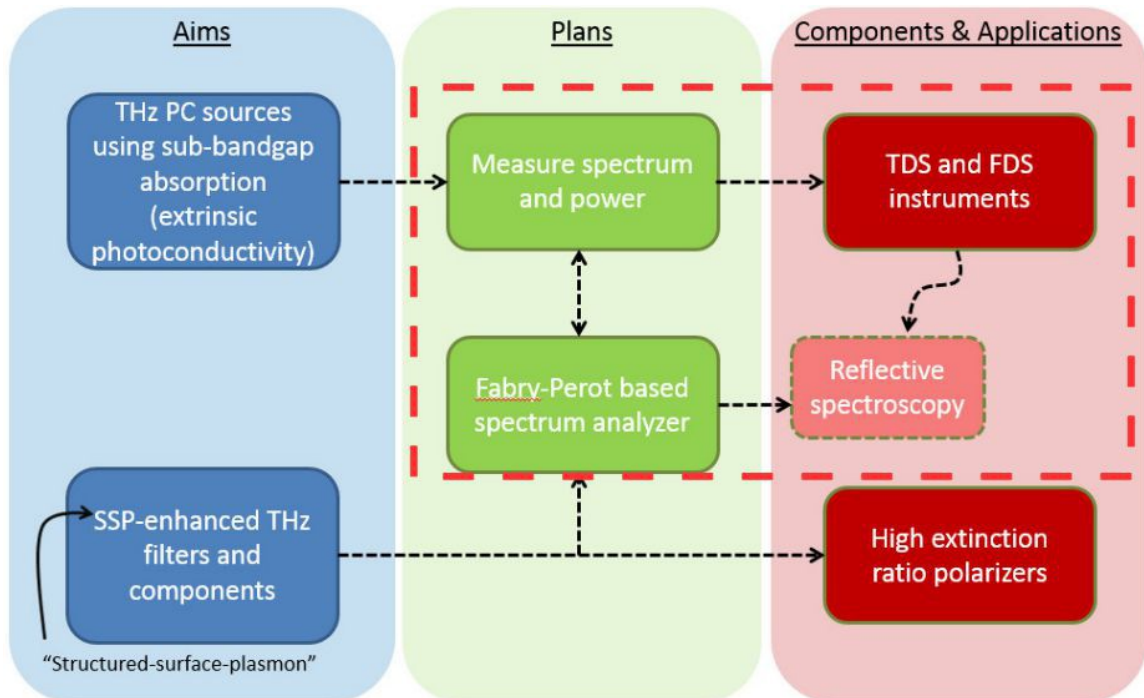 Aims
THz PC sources
using sub-bandgap
absorption
(extrinsic
photoconductivity)
SSP-enhanced THz
filters and
components
“Structured-surface-plasmon”
Plans
Measure spectrum
and power
Fabry-Perot based
spectrum analyzer
Components & Applications
TDS and FDS
instruments
Reflective
spectroscopy
High extinction
ratio polarizers